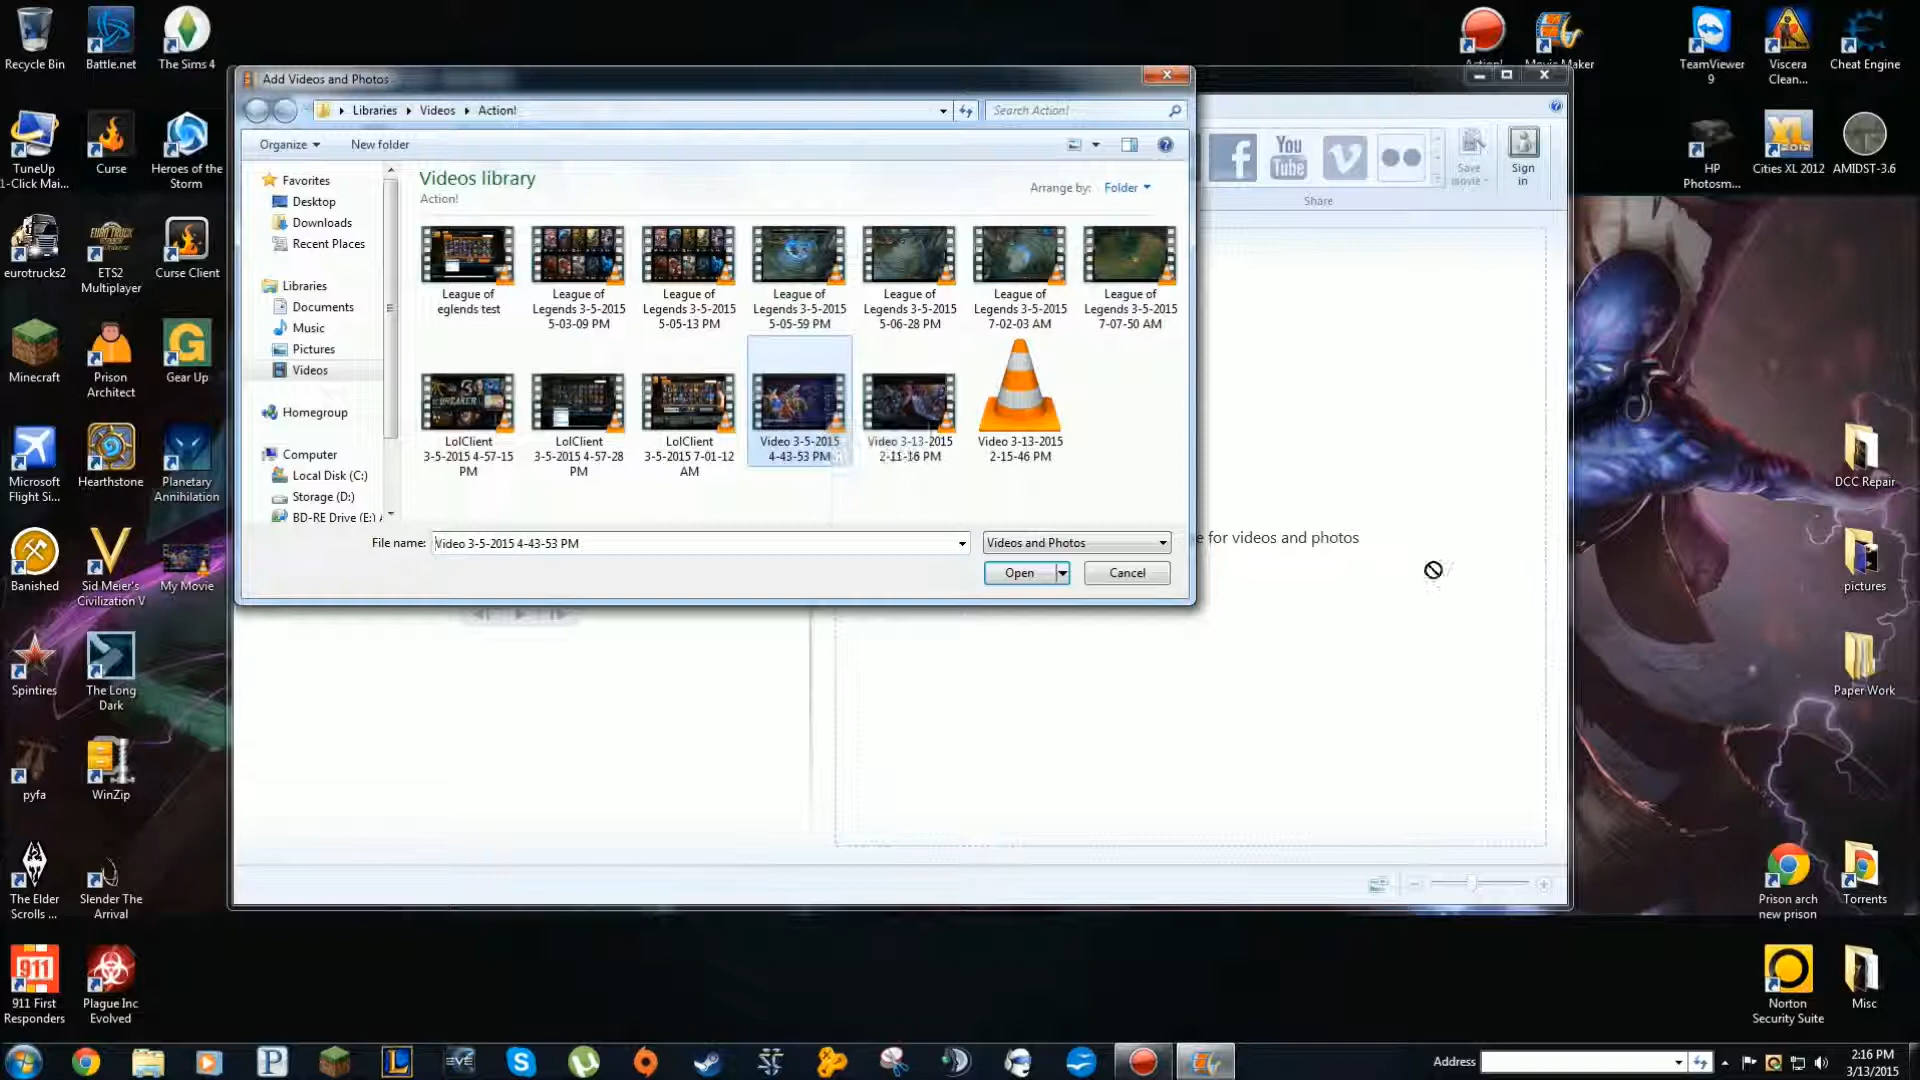 Recycle Bin
Battle.net
The Sims 4
TuneUp
1-Click Mai...
Curse
Heroes of the
Storm
eurotrucks2
ETS2
Multiplayer
Curse Client
Minecraft
Prison
Architect
Gear Up
Microsoft
Flight Si...
Hearthstone
Planetary
Annihilation
Banished
Sid Meier's
Civilization V
My Movie
Spintires
The Long
Dark
pyfa
WinZip
The Elder
Scrolls ...
Slender The
Arrival
911
911 First
Responders
Plague Inc
Evolved
Add Videos and Photos
Libraries
Videos
Action!
Search Action!
Organize
New folder
Favorites
Desktop
Downloads
Recent Places
Libraries
Documents
Music
Pictures
Videos
Homegroup
Computer
Local Disk (C:)
Storage (D:)
BD-RE Drive (E:)
Videos library
Action!
Arrange by:
Folder
League of
eglends test
League of
Legends 3-5-2015
5-03-09 PM
League of
Legends 3-5-2015
5-05-13 PM
League of
Legends 3-5-2015
5-05-59 PM
League of
Legends 3-5-2015
5-06-28 PM
League of
Legends 3-5-2015
7-02-03 AM
League of
Legends 3-5-2015
7-07-50 AM
LolClient
3-5-2015 4-57-15
PM
LolClient
3-5-2015 4-57-28
PM
LolClient
3-5-2015 7-01-12
AM
Video 3-5-2015
4-43-53 PM
Video 3-13-2015
2-11-16 PM
Video 3-13-2015
2-15-46 PM
File name:
Video 3-5-2015 4-43-53 PM
Videos and Photos
Open
Cancel
You
Tube
Save
movie
Sign
in
Share
e for videos and photos
Action!
Movie Maker
TeamViewer
9
Viscera
Clean...
Cheat Engine
HP
Photosm...
Cities XL 2012
AMIDST-3.6
DCC Repair
pictures
Paper Work
Prison arch
new prison
Torrents
Norton
Security Suite
Misc
Address
2:16 PM
3/13/2015